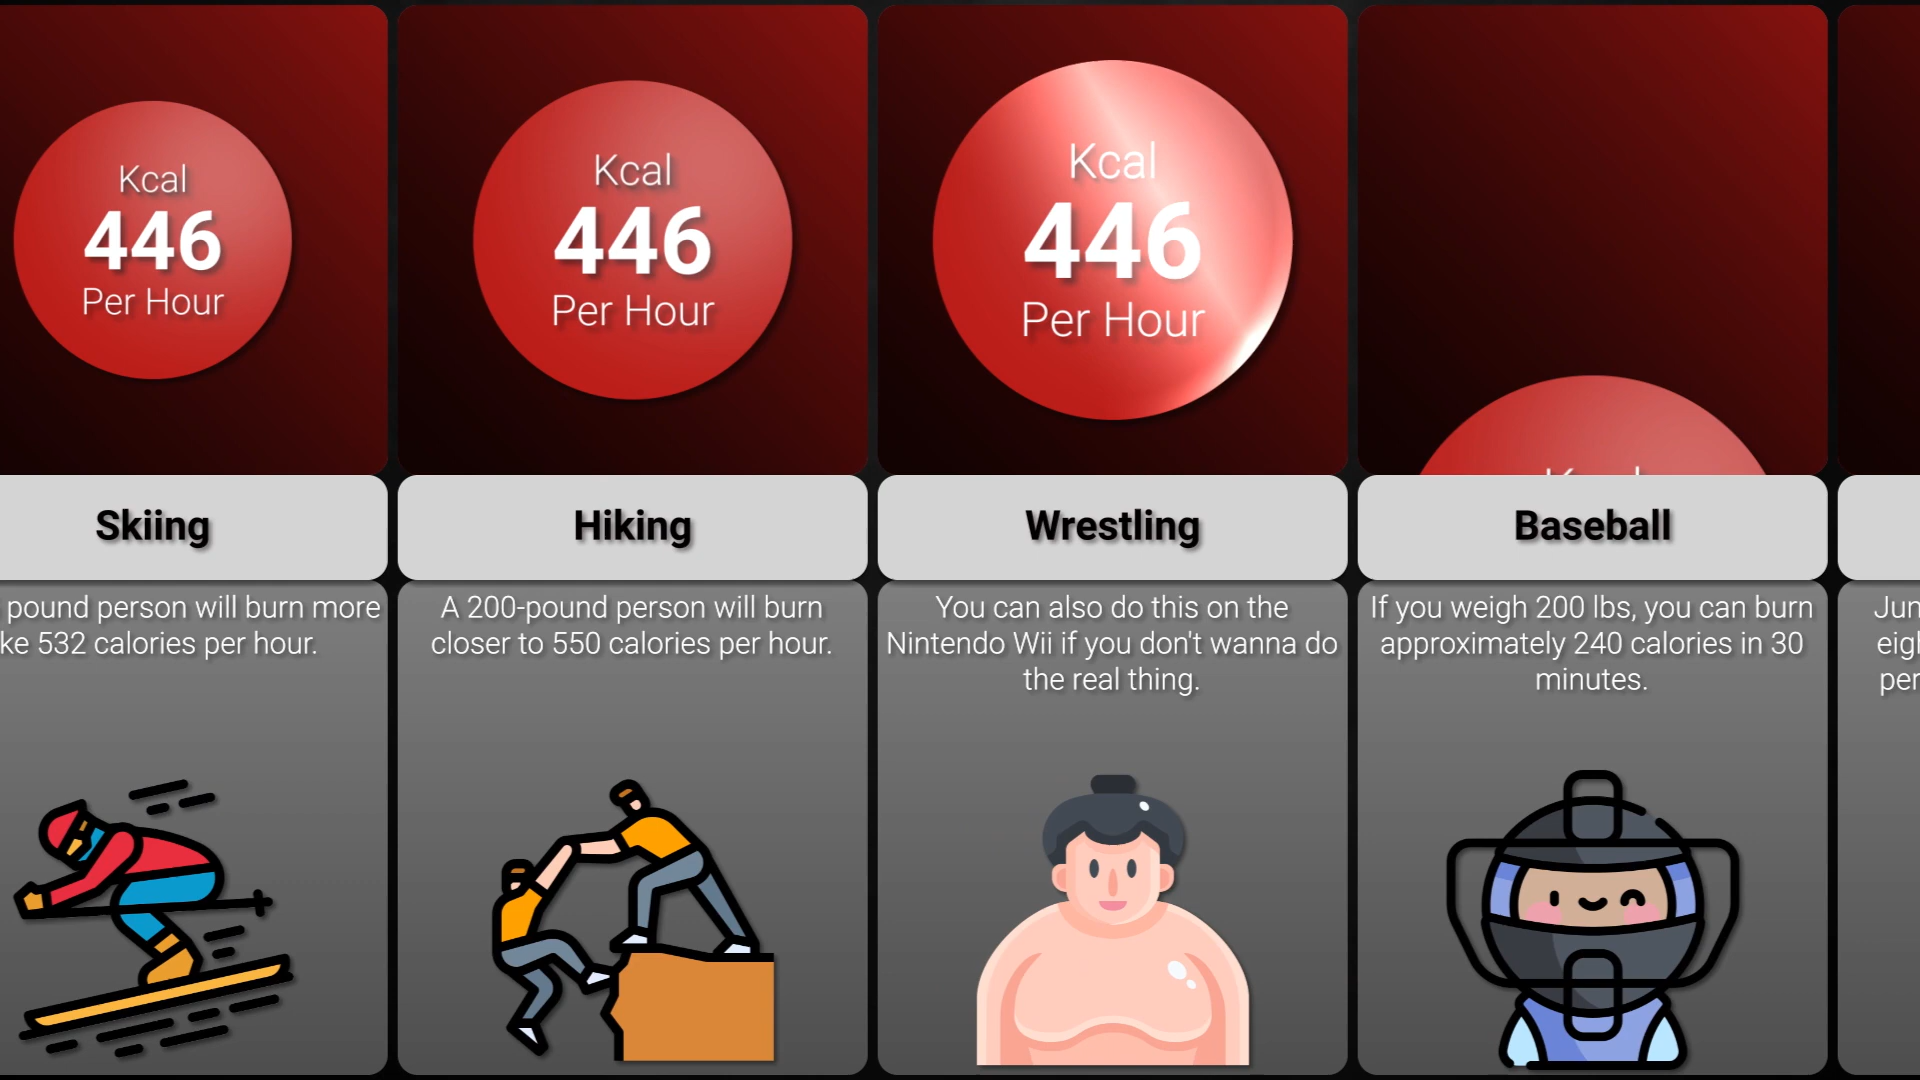 Kcal
446
Per Hour
Skiing
pound person will burn more
ke 532 calories per hour.
Kcal
446
Per Hour
Hiking
A 200-pound person will burn
closer to 550 calories per hour.
Kcal
446
Per Hour
Wrestling
You can also do this on the
Nintendo Wii if you don't wanna do
the real thing.
Baseball
If you weigh 200 lbs, you can burn
approximately 240 calories in 30
minutes.
Jun
eigh
per